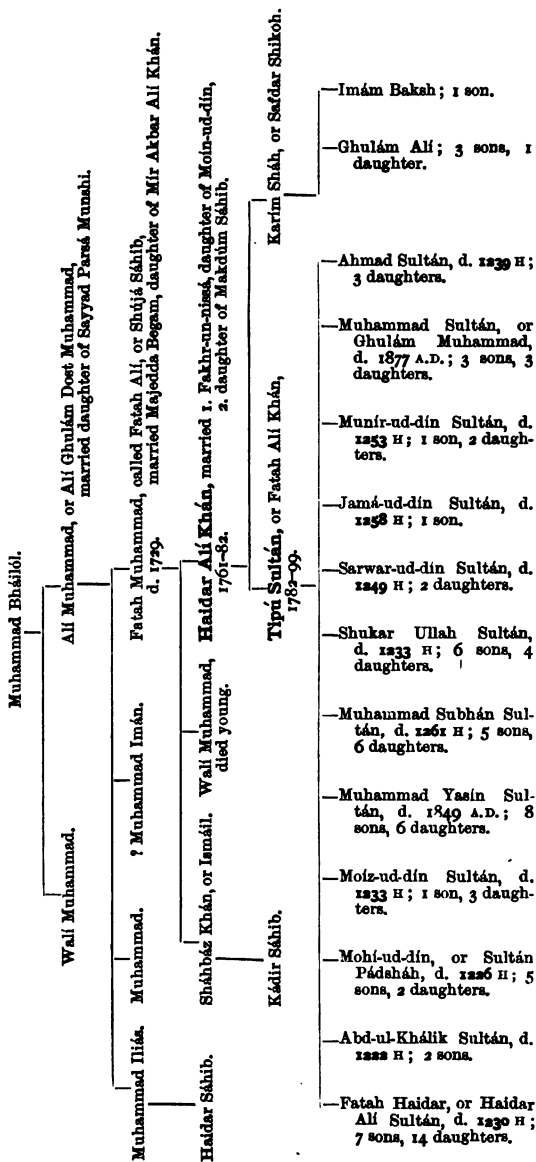 Muhammad Bháilól.
Walí Muhammad.
Alí Muhammad, or Alí Ghulám Dost Muhammad,
married daughter of Sayyad Parsá Munshi.
Muhammad Iliás.
Muhammad.
? Muhammad Imán.
Fatah Muhammad, called Fatah Alí, or Shújá Sáhib,
d. 1729. married Majedda Begam, daughter of Mír Akbar Alí Khán.
Haidar Sáhib.
Sháhbáz Khán, or Ismáil.
Walí Muhammad,
died young.
Haidar Alí Khán, married 1. Fakhr-un-nissá, daughter of Moín-ud-dín,
1761-82. 2. daughter of Makdúm Sáhib.
Kádir Sáhib.
Tipú Sultán, or Fatah Alí Khán,
1782-99.
Karím Sháh, or Safdar Shikoh.
Imám Baksh; 1 son.
Ghulám Alí; 3 sons, 1
daughter.
Ahmad Sultán, d. 1239 H;
3 daughters.
Muhammad Sultán, or
Ghulám Muhammad,
d. 1877 A.D.; 3 sons, 3
daughters.
Munír-ud-dín Sultán, d.
1253 H; 1 son, 2 daugh-
ters.
Jamá-ud-dín Sultán, d.
1258 H; 1 son.
Sarwar-ud-dín Sultán, d.
1249 H; 2 daughters.
Shukar Ullah Sultán,
d. 1233 H; 6 sons, 4
daughters.
Muhammad Subhán Sul-
tán, d. 1261 H; 5 sons,
6 daughters.
Muhammad Yasín Sul-
tán, d. 1849 A.D.; 8
sons, 6 daughters.
Moíz-ud-dín Sultán, d.
1233 H; 1 son, 3 daugh-
ters.
Mohí-ud-dín, or Sultán
Pádsháh, d. 1226 H; 5
sons, 2 daughters.
Abd-ul-Khálik Sultán, d.
1222 H; 2 sons.
Fatah Haidar, or Haidar
Alí Sultán, d. 1230 H;
7 sons, 14 daughters.